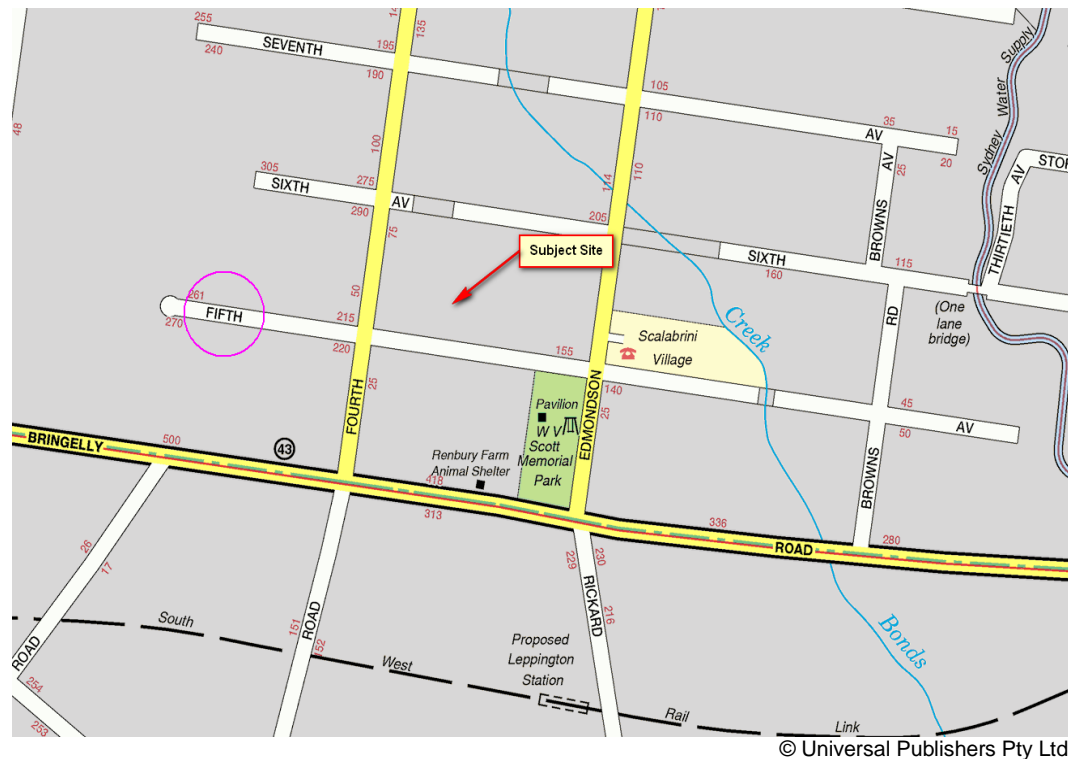 255
SEVENTH
240
195
190
135
105
110
35
AV
15
20
Sydney Water Supply
48
100
305
SIXTH
275
290
AV
75
114
110
205
AV
25
BROWNS
STOR
AV
THIRTIETH
SIXTH
160
115
(One
lane
bridge)
Subject Site
261
FIFTH
270
50
215
220
155
Creek
Scalabrini
Village
RD
140
25
FOURTH
25
EDMONDSON
Pavilion
W V
Scott
Memorial
Park
45
50
AV
BROWNS
BRINGELLY
500
43
Renbury Farm
Animal Shelter
418
313
336
ROAD
280
26
17
ROAD
254
253
151
152
ROAD
230
229
RICKARD
216
South
West
Proposed
Leppington
Station
Rail
Link
Bonds
© Universal Publishers Pty Ltd